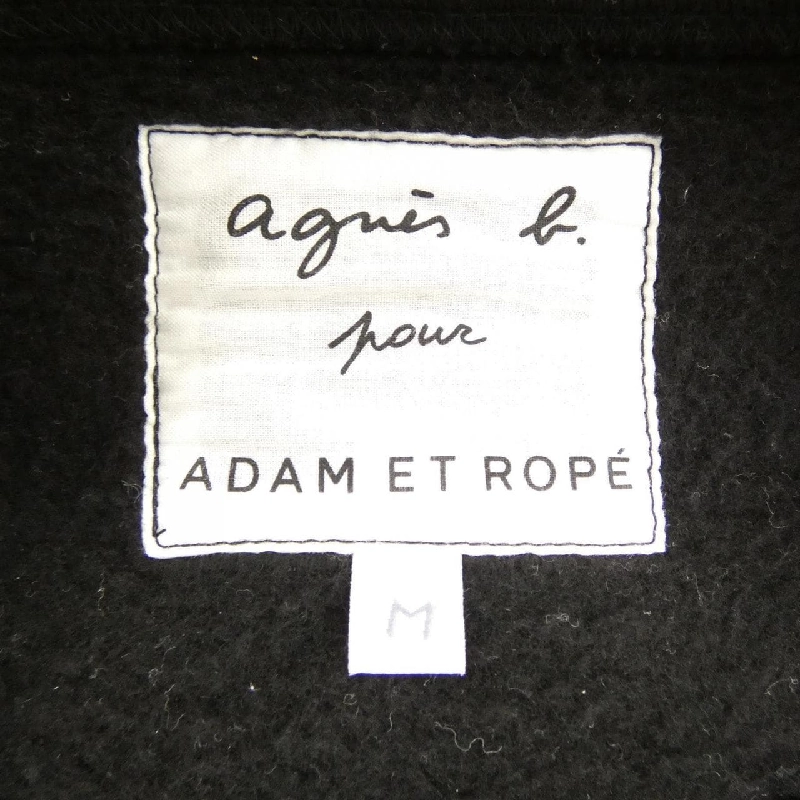 agnès b.
pour
ADAM ET ROPÉ
M